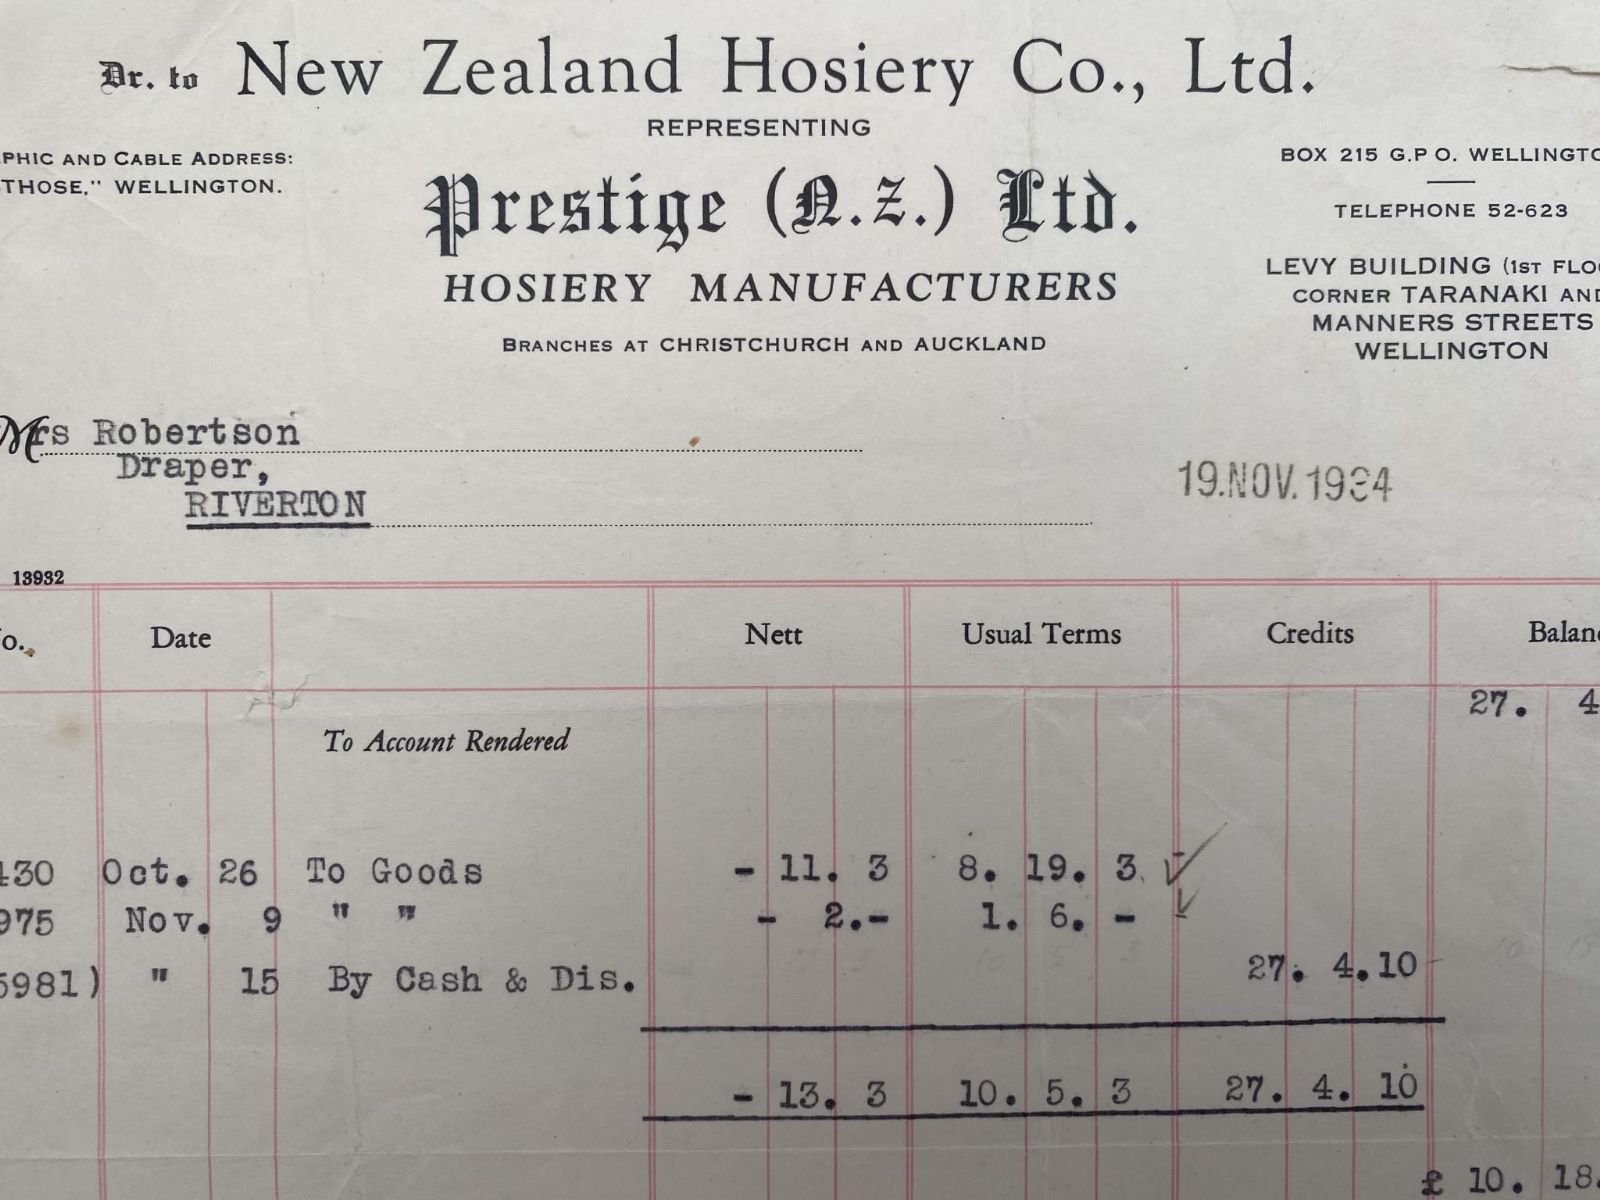 Dr. to New Zealand Hosiery Co., Ltd.
REPRESENTING
PHIC AND CABLE ADDRESS:
THOSE," WELLINGTON.
Prestige (N.Z.) Ltd.
HOSIERY MANUFACTURERS
BRANCHES AT CHRISTCHURCH AND AUCKLAND
BOX 215 G.P O. WELLINGTO
TELEPHONE 52-623
LEVY BUILDING (1ST FLO
CORNER TARANAKI AND
MANNERS STREETS
WELLINGTON
Mrs Robertson
Draper,
RIVERTON
19.NOV.1934
13932
o. Date Nett Usual Terms Credits Balanc
27. 4
To Account Rendered
430 Oct. 26 To Goods - 11. 3 8. 19. 3
975 Nov. 9 " " - 2.- 1. 6. -
5981) " 15 By Cash & Dis. 27. 4.10
- 13. 3 10. 5. 3 27. 4. 10
£ 10. 18.